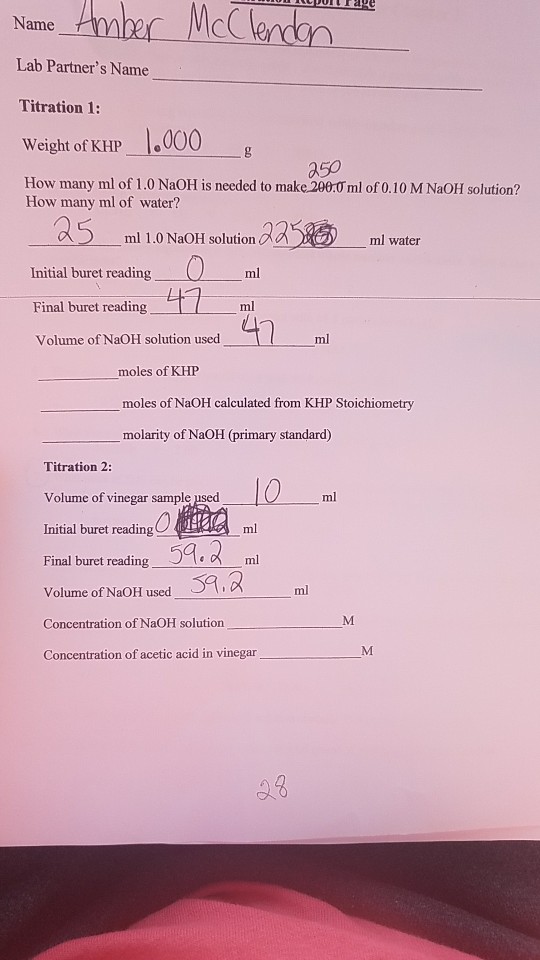 Report Page
Name Amber McClendon
Lab Partner's Name
Titration 1:
Weight of KHP 1.000 g
250
How many ml of 1.0 NaOH is needed to make 200.0 ml of 0.10 M NaOH solution?
How many ml of water?
25 ml 1.0 NaOH solution 225 ml water
Initial buret reading 0 ml
Final buret reading 47 ml
Volume of NaOH solution used 47 ml
moles of KHP
moles of NaOH calculated from KHP Stoichiometry
molarity of NaOH (primary standard)
Titration 2:
Volume of vinegar sample used 10 ml
Initial buret reading 0 ml
Final buret reading 59.2 ml
Volume of NaOH used 59.2 ml
Concentration of NaOH solution M
Concentration of acetic acid in vinegar M
28